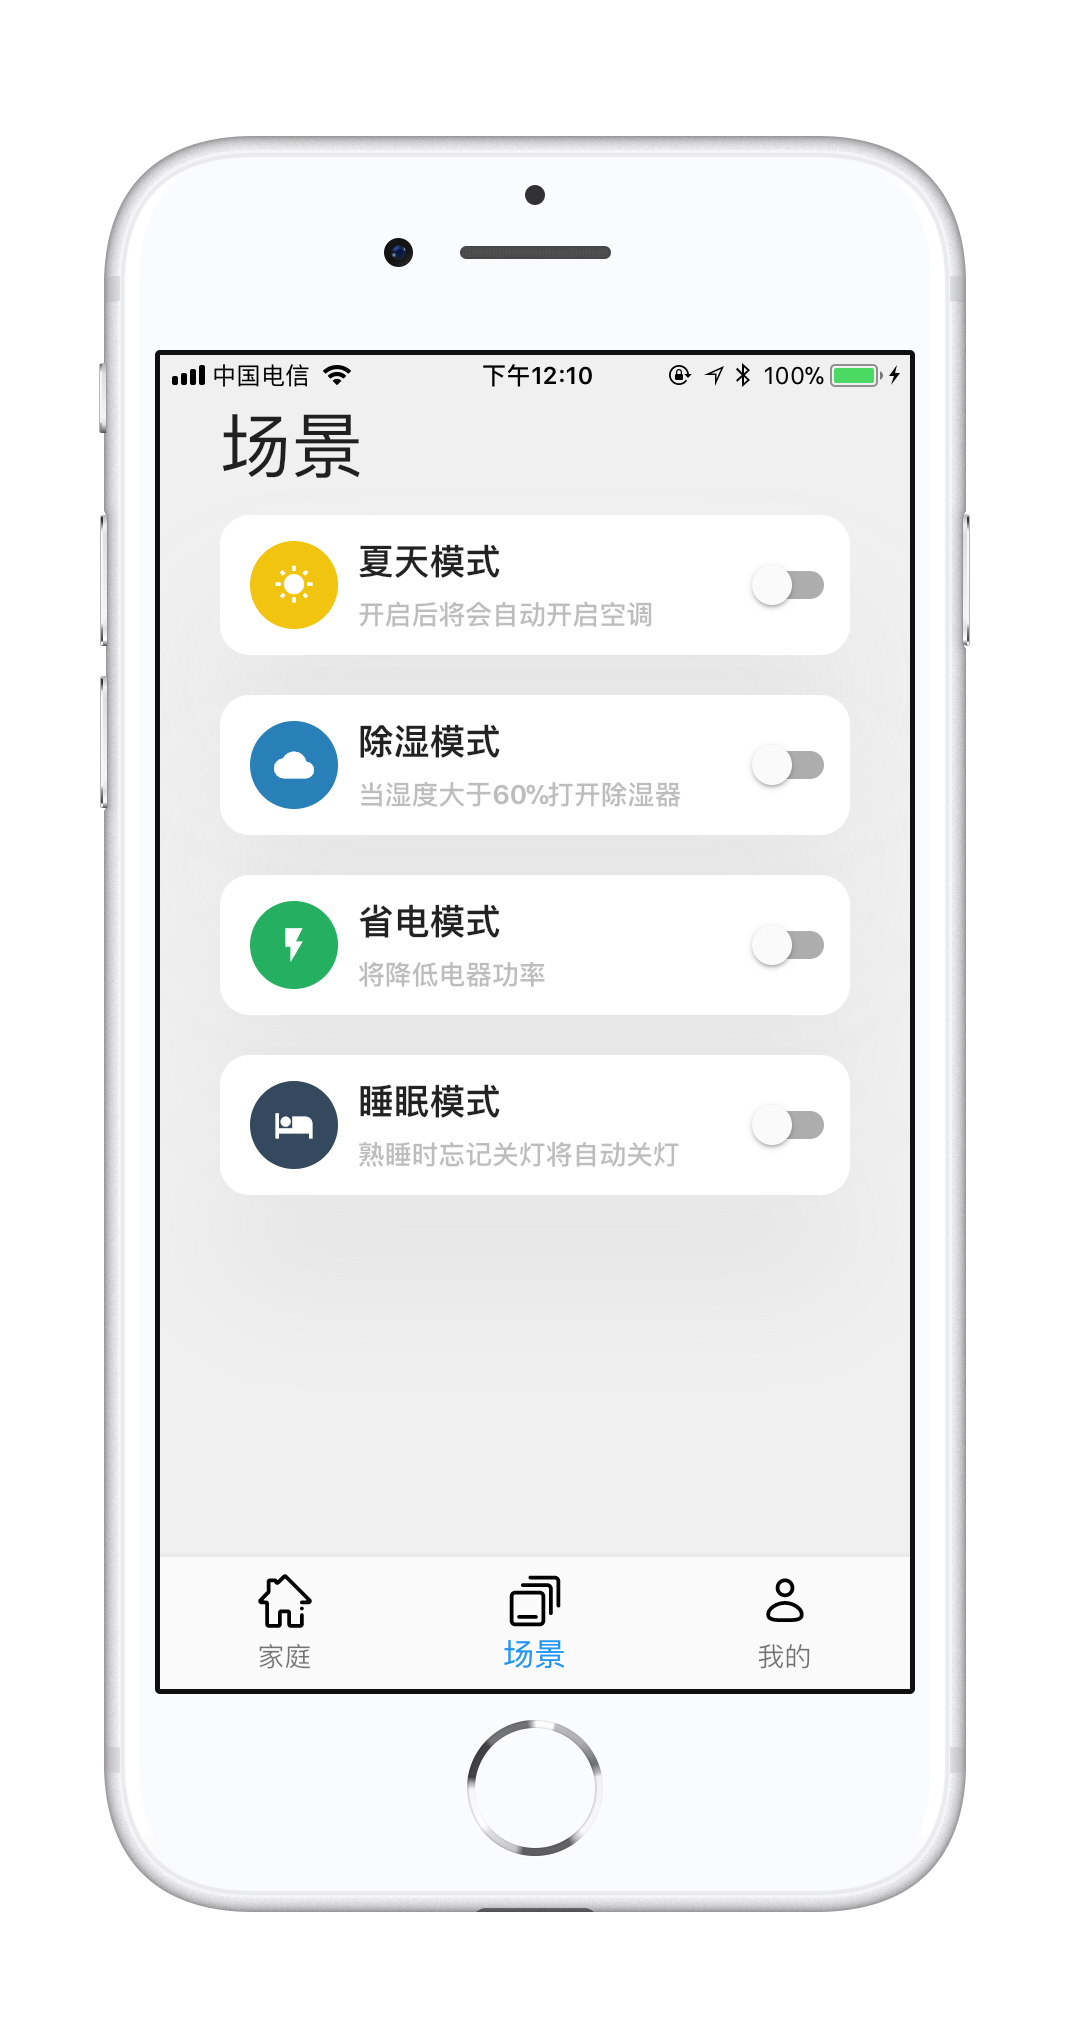 中国电信 下午12:10 100%
场景
夏天模式
开启后将会自动开启空调
除湿模式
当湿度大于60%打开除湿器
省电模式
将降低电器功率
睡眠模式
熟睡时忘记关灯将自动关灯
家庭 场景 我的